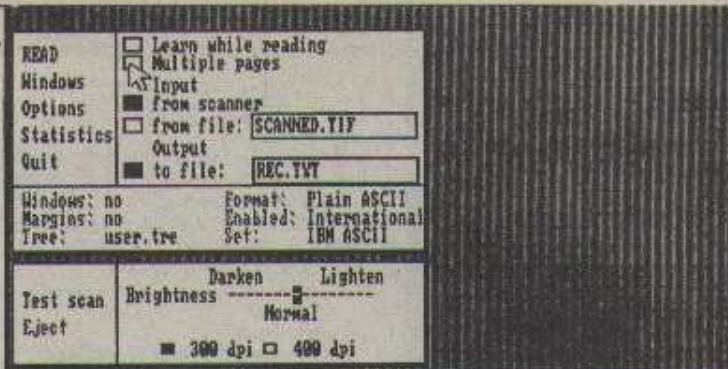 READ
Windows
Options
Statistics
Quit
Learn while reading
Multiple pages
Input
from scanner
from file: SCANNED.TIF
Output
to file: REC.TXT
Windows: no Format: Plain ASCII
Margins: no Enabled: International
Tree: user.tre Set: IBM ASCII
Test scan
Eject
Darken Lighten
Brightness
Normal
300 dpi 400 dpi